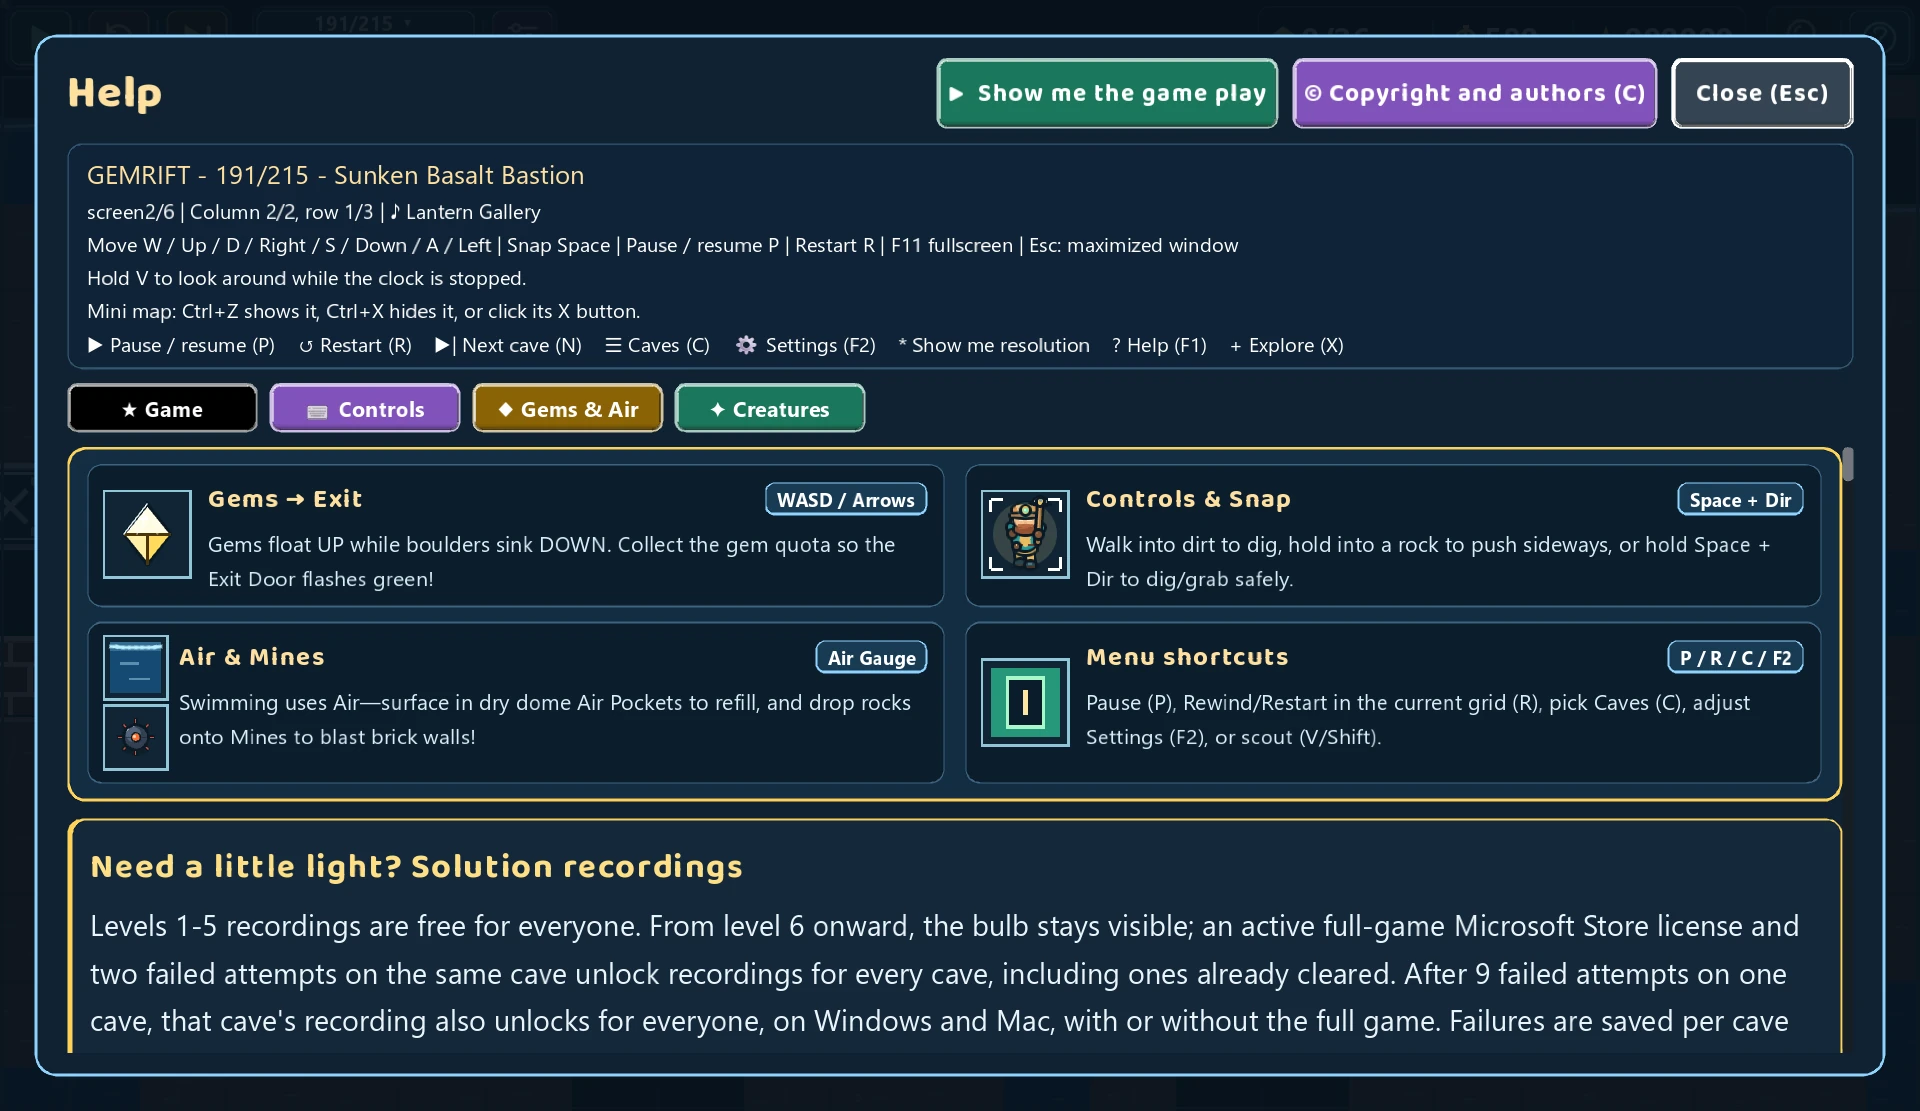 191/215
Help
▶ Show me the game play
© Copyright and authors (C)
Close (Esc)
GEMRIFT - 191/215 - Sunken Basalt Bastion
screen2/6 | Column 2/2, row 1/3 | ♪ Lantern Gallery
Move W / Up / D / Right / S / Down / A / Left | Snap Space | Pause / resume P | Restart R | F11 fullscreen | Esc: maximized window
Hold V to look around while the clock is stopped.
Mini map: Ctrl+Z shows it, Ctrl+X hides it, or click its X button.
▶ Pause / resume (P) ↺ Restart (R) ▶| Next cave (N) ☰ Caves (C) ⚙ Settings (F2) * Show me resolution ? Help (F1) + Explore (X)
★ Game
Controls
◆ Gems & Air
✦ Creatures
Gems → Exit
WASD / Arrows
Gems float UP while boulders sink DOWN. Collect the gem quota so the
Exit Door flashes green!
Controls & Snap
Space + Dir
Walk into dirt to dig, hold into a rock to push sideways, or hold Space +
Dir to dig/grab safely.
Air & Mines
Air Gauge
Swimming uses Air—surface in dry dome Air Pockets to refill, and drop rocks
onto Mines to blast brick walls!
Menu shortcuts
P / R / C / F2
Pause (P), Rewind/Restart in the current grid (R), pick Caves (C), adjust
Settings (F2), or scout (V/Shift).
Need a little light? Solution recordings
Levels 1-5 recordings are free for everyone. From level 6 onward, the bulb stays visible; an active full-game Microsoft Store license and
two failed attempts on the same cave unlock recordings for every cave, including ones already cleared. After 9 failed attempts on one
cave, that cave's recording also unlocks for everyone, on Windows and Mac, with or without the full game. Failures are saved per cave